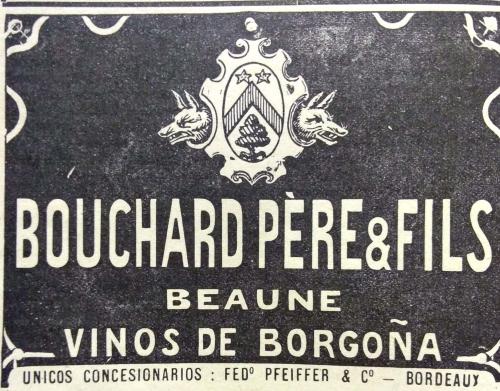 BOUCHARD PÈRE & FILS
BEAUNE
VINOS DE BORGOÑA
UNICOS CONCESIONARIOS : FEDº PFEIFFER & Cº — BORDEAUX